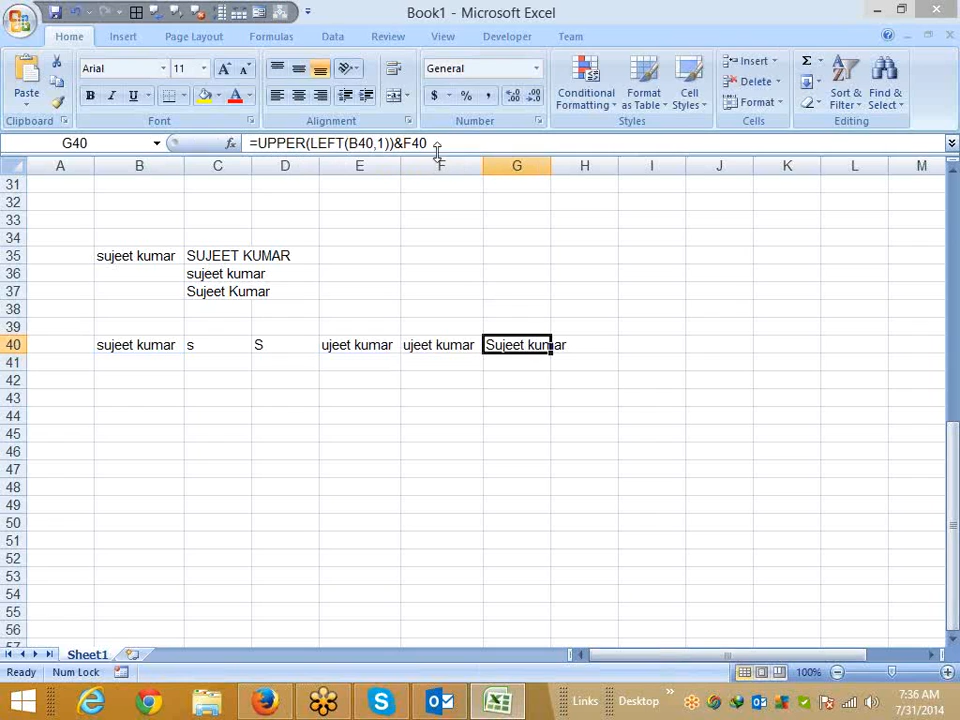 Book1 - Microsoft Excel
Home Insert Page Layout Formulas Data Review View Developer Team
Paste
Arial 11
B I U
A A
General
$ % ,
Conditional Formatting
Format as Table
Cell Styles
Insert
Delete
Format
Σ
Sort & Filter
Find & Select
Clipboard Font Alignment Number Styles Cells Editing
G40 fx =UPPER(LEFT(B40,1))&F40
A B C D E F G H I J K L M
31
32
33
34
35 sujeet kumar SUJEET KUMAR
36 sujeet kumar
37 Sujeet Kumar
38
39
40 sujeet kumar s S ujeet kumar ujeet kumar Sujeet kumar
41
42
43
44
45
46
47
48
49
50
51
52
53
54
55
56
57
Sheet1
Ready Num Lock 100%
Links Desktop
7:36 AM
7/31/2014